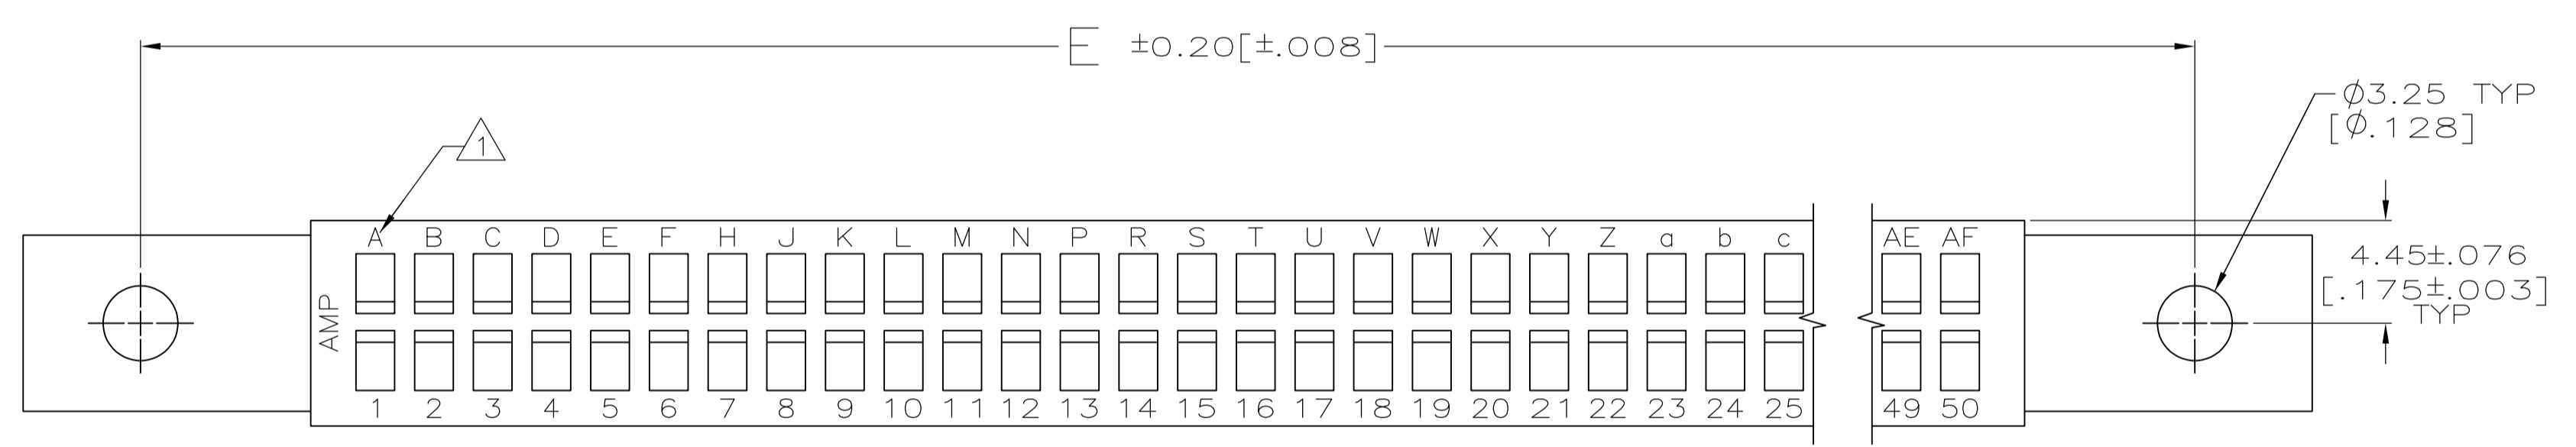 E ±0.20[±.008]
Ø3.25 TYP
[Ø.128]
1
A B C D E F H J K L M N P R S T U V W X Y Z a b c AE AF
AMP
4.45±.076
[.175±.003]
TYP
1 2 3 4 5 6 7 8 9 10 11 12 13 14 15 16 17 18 19 20 21 22 23 24 25 49 50